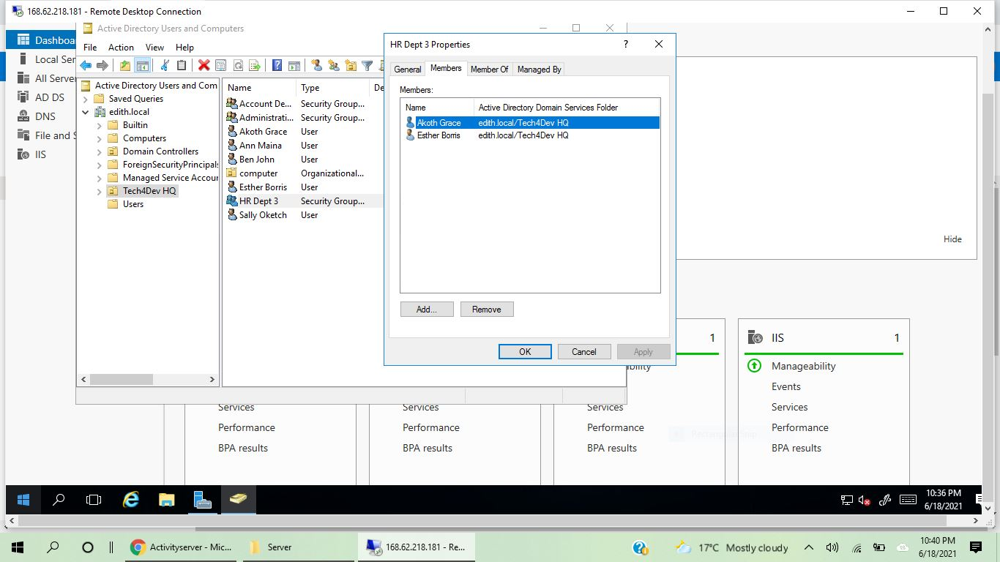 168.62.218.181 - Remote Desktop Connection
Active Directory Users and Computers
File Action View Help
Active Directory Users and Com
Saved Queries
edith.local
Builtin
Computers
Domain Controllers
ForeignSecurityPrincipals
Managed Service Accour
Tech4Dev HQ
Users
Name Type De
Account De... Security Group...
Administrati... Security Group...
Akoth Grace User
Ann Maina User
Ben John User
computer Organizational...
Esther Borris User
HR Dept 3 Security Group...
Sally Oketch User
HR Dept 3 Properties
?
General Members Member Of Managed By
Members:
Name Active Directory Domain Services Folder
Akoth Grace edith.local/Tech4Dev HQ
Esther Borris edith.local/Tech4Dev HQ
Add... Remove
OK Cancel Apply
Dashboa
Local Ser
All Server
AD DS
DNS
File and S
IIS
Hide
1
IIS 1
bility
Manageability
Events
Services Services Services Services
Performance Performance Performance Performance
BPA results BPA results BPA results BPA results
Rectangular Snip
10:36 PM
6/18/2021
Activityserver - Mic...
Server
168.62.218.181 - Re...
17°C Mostly cloudy
10:40 PM
6/18/2021